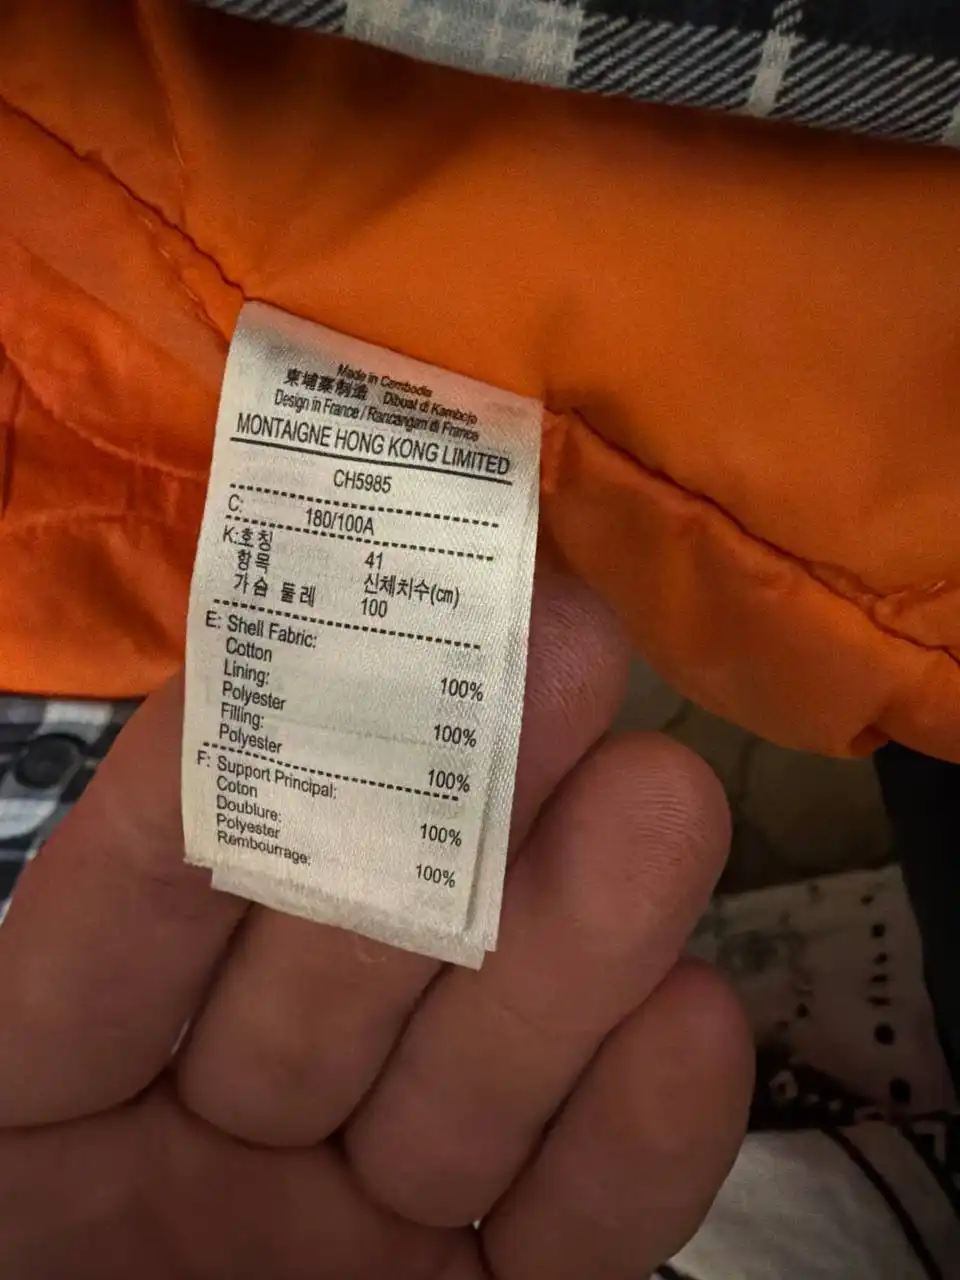 Made in Cambodia
柬埔寨制造 Dibuat di Kamboja
Design in France / Rancangan di France
MONTAIGNE HONG KONG LIMITED
CH5985
C: 180/100A
K:호칭 41
항목 신체치수(cm)
가슴 둘레 100
E: Shell Fabric:
Cotton 100%
Lining:
Polyester 100%
Filling:
Polyester 100%
F: Support Principal:
Coton 100%
Doublure:
Polyester 100%
Rembourrage: